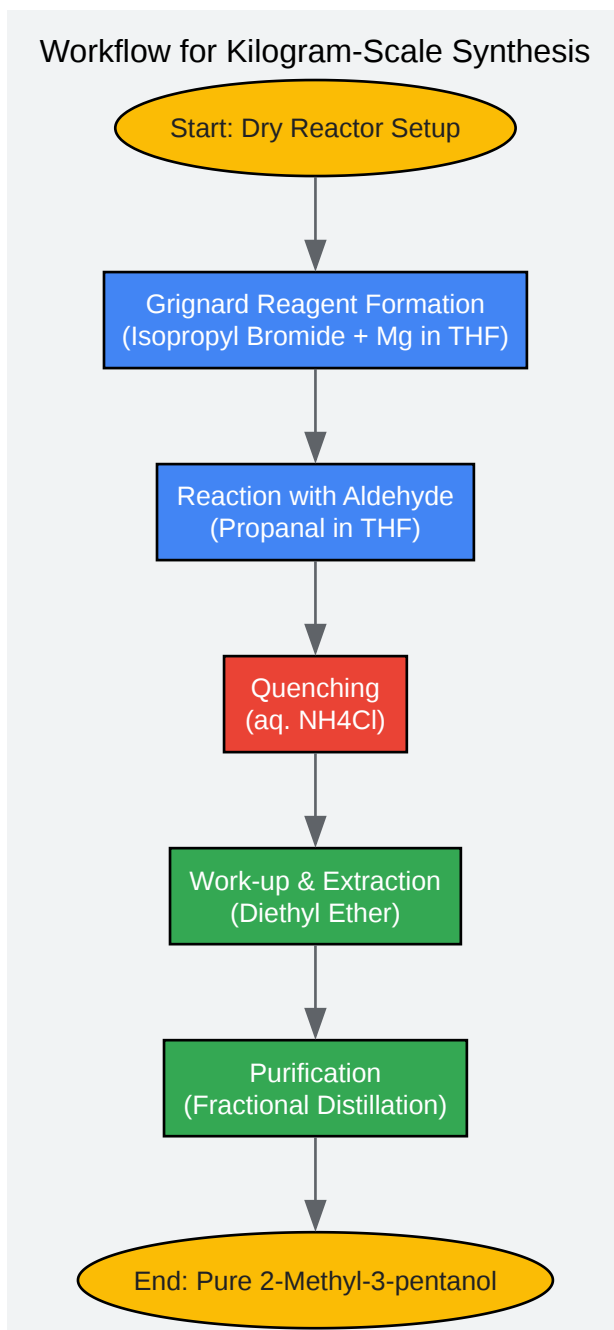 Workflow for Kilogram-Scale Synthesis
Start: Dry Reactor Setup
Grignard Reagent Formation
(Isopropyl Bromide + Mg in THF)
Reaction with Aldehyde
(Propanal in THF)
Quenching
(aq. NH4Cl)
Work-up & Extraction
(Diethyl Ether)
Purification
(Fractional Distillation)
End: Pure 2-Methyl-3-pentanol